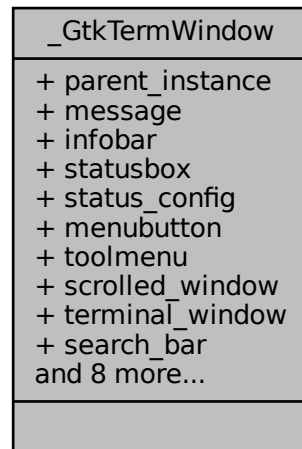 _GtkTermWindow
+ parent_instance
+ message
+ infobar
+ statusbox
+ status_config
+ menubutton
+ toolmenu
+ scrolled_window
+ terminal_window
+ search_bar
and 8 more...